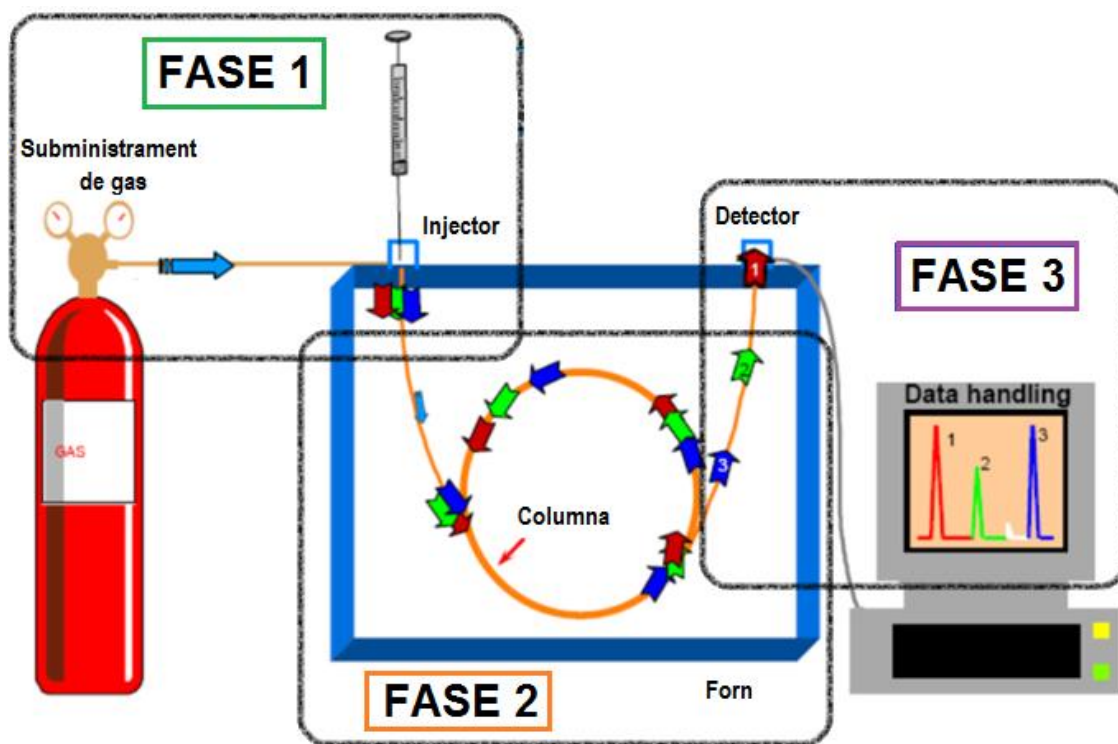 FASE 1
Subministrament
de gas
Injector
Detector
FASE 3
1
2
3
GAS
Columna
Data handling
1
2
3
FASE 2
Forn